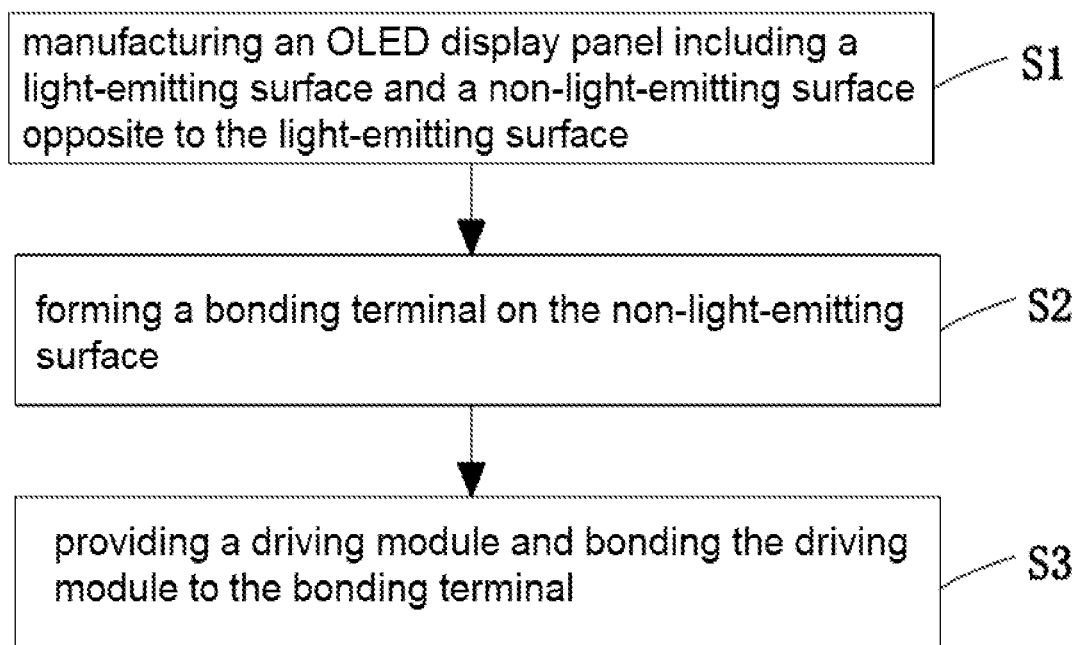 manufacturing an OLED display panel including a
light-emitting surface and a non-light-emitting surface
opposite to the light-emitting surface
S1
forming a bonding terminal on the non-light-emitting
surface
S2
providing a driving module and bonding the driving
module to the bonding terminal
S3